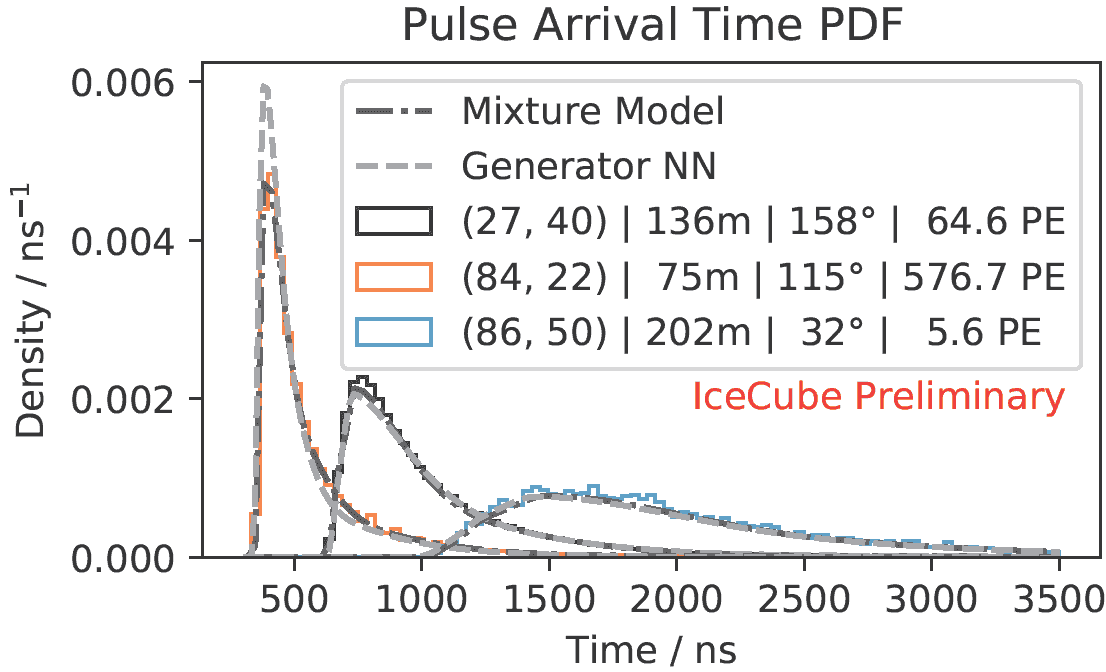 Pulse Arrival Time PDF
Density / ns⁻¹
0.006
0.004
0.002
0.000
Mixture Model
Generator NN
(27, 40) | 136m | 158° | 64.6 PE
(84, 22) | 75m | 115° | 576.7 PE
(86, 50) | 202m | 32° | 5.6 PE
IceCube Preliminary
500 1000 1500 2000 2500 3000 3500
Time / ns